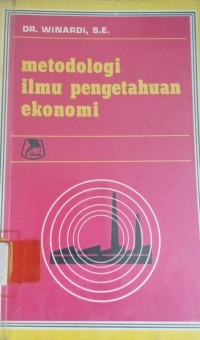 DR. WINARDI, S.E.
metodologi
ilmu pengetahuan
ekonomi